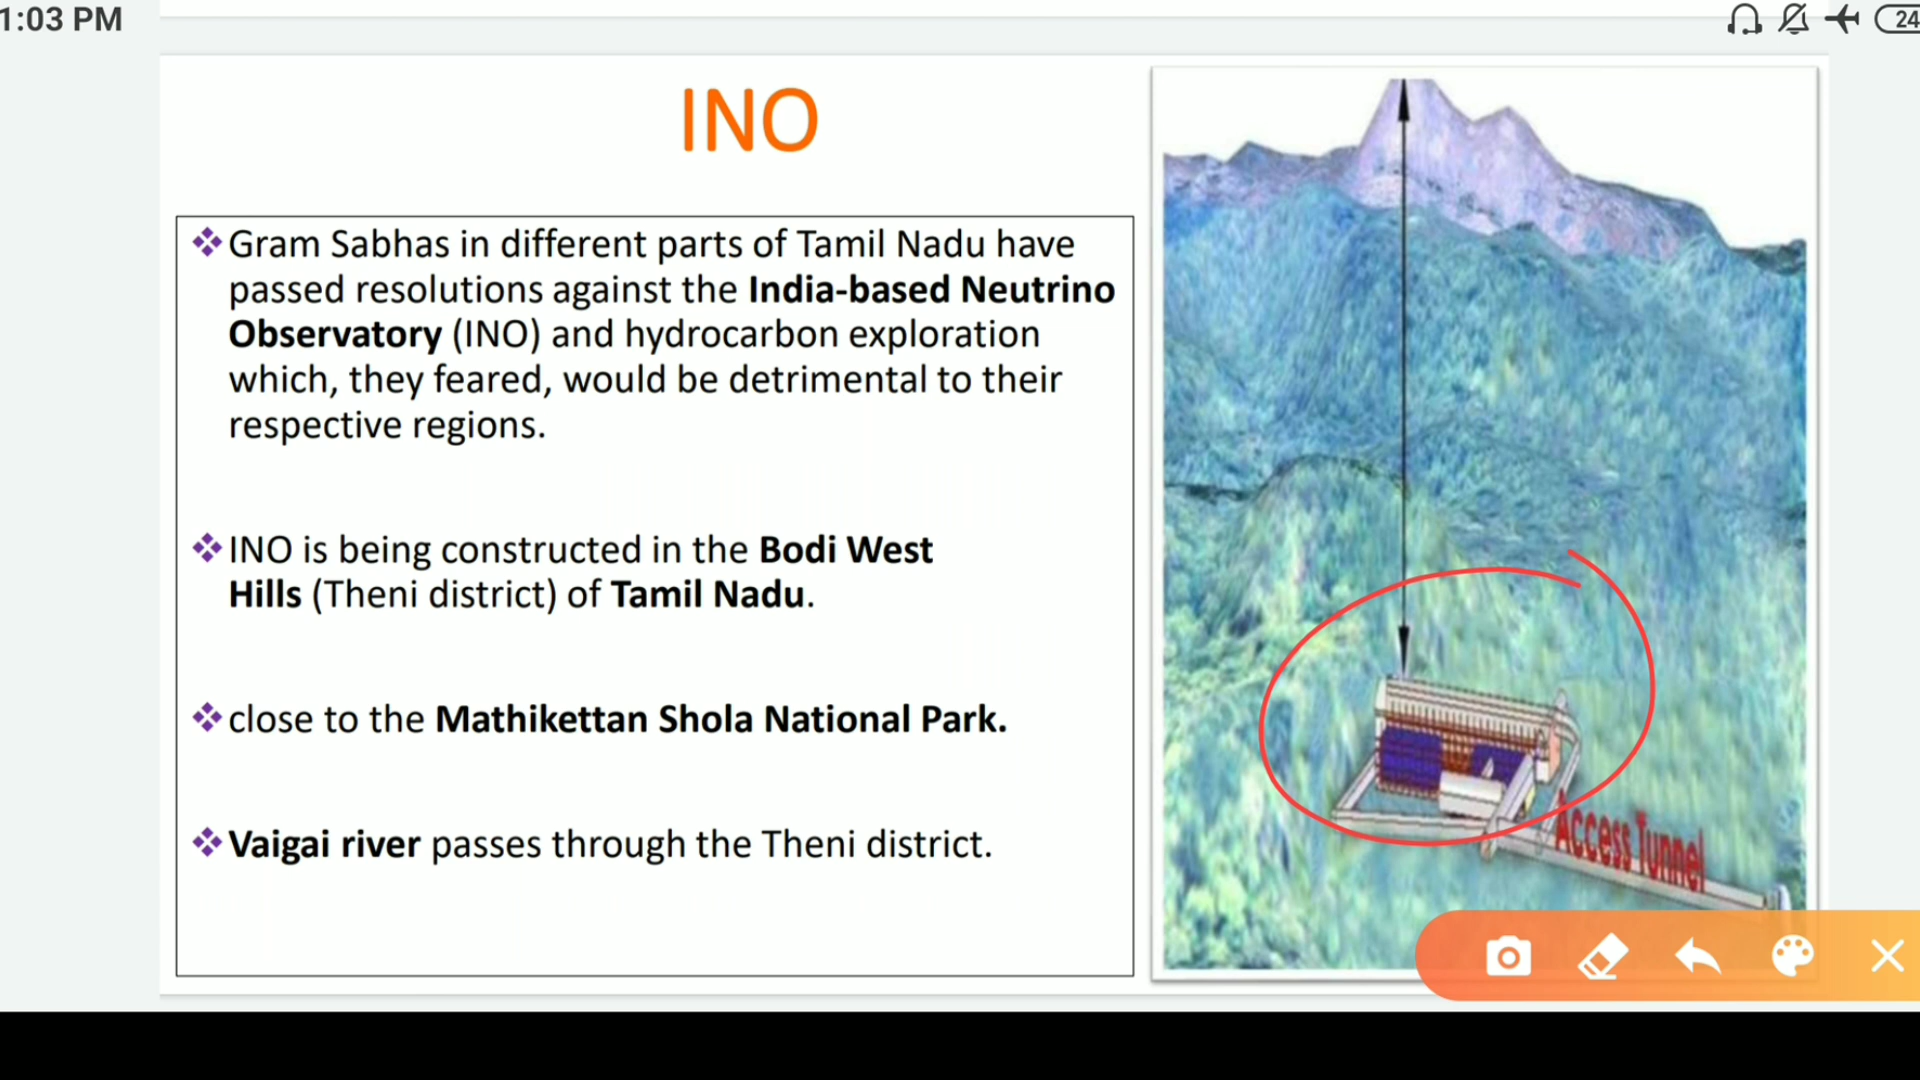 1:03 PM
24
INO
Gram Sabhas in different parts of Tamil Nadu have
passed resolutions against the India-based Neutrino
Observatory (INO) and hydrocarbon exploration
which, they feared, would be detrimental to their
respective regions.
INO is being constructed in the Bodi West
Hills (Theni district) of Tamil Nadu.
close to the Mathikettan Shola National Park.
Vaigai river passes through the Theni district.
Access Tunnel